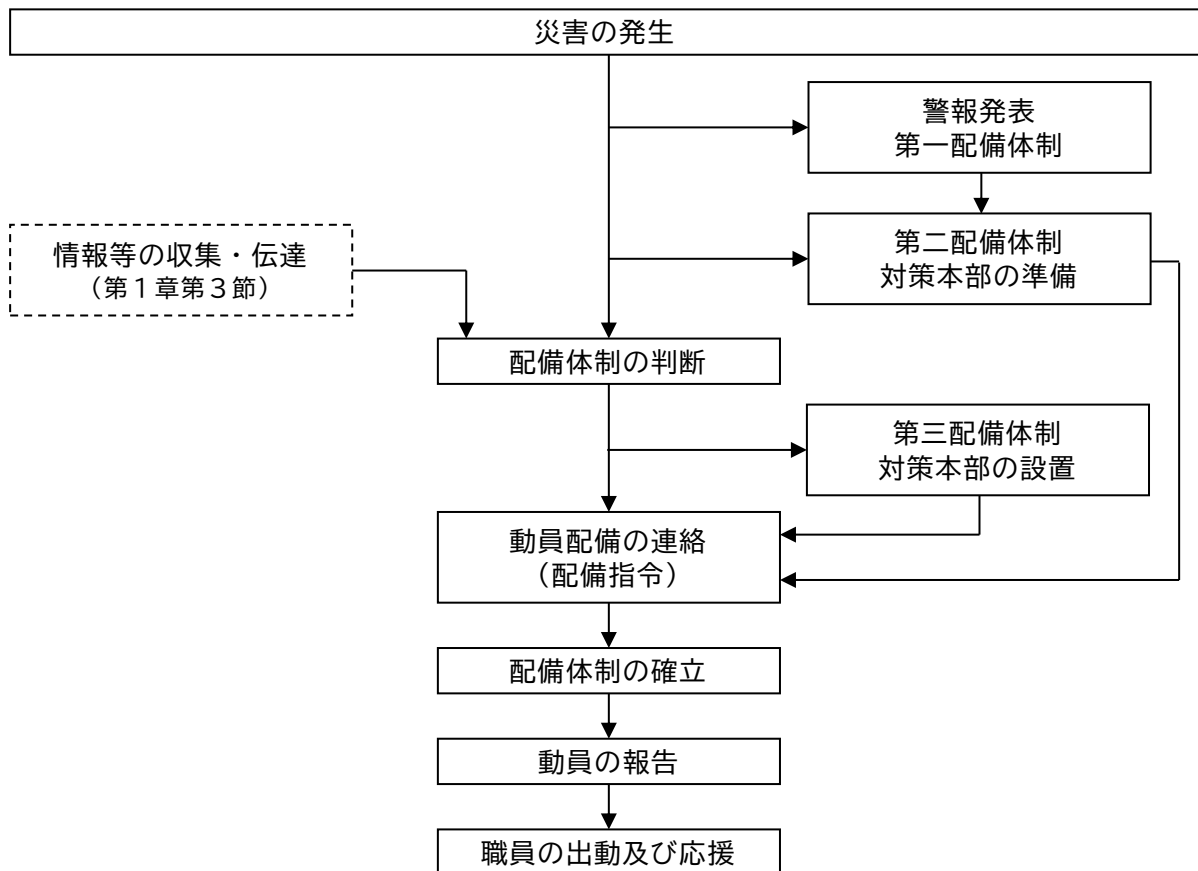 災害の発生
警報発表
第一配備体制
第二配備体制
対策本部の準備
情報等の収集・伝達
（第１章第３節）
配備体制の判断
第三配備体制
対策本部の設置
動員配備の連絡
（配備指令）
配備体制の確立
動員の報告
職員の出動及び応援